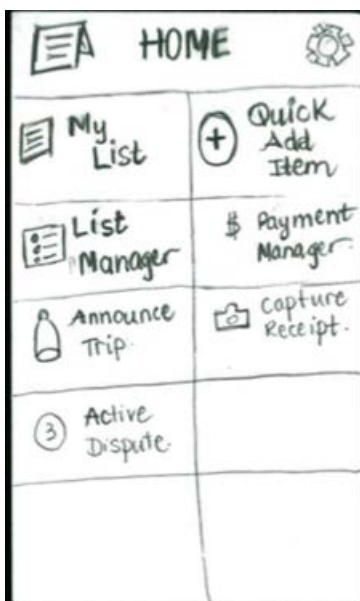 HOME
My
List
+
Quick
Add
Item
List
Manager
$ Payment
Manager
Announce
Trip.
Capture
Receipt.
3
Active
Dispute.